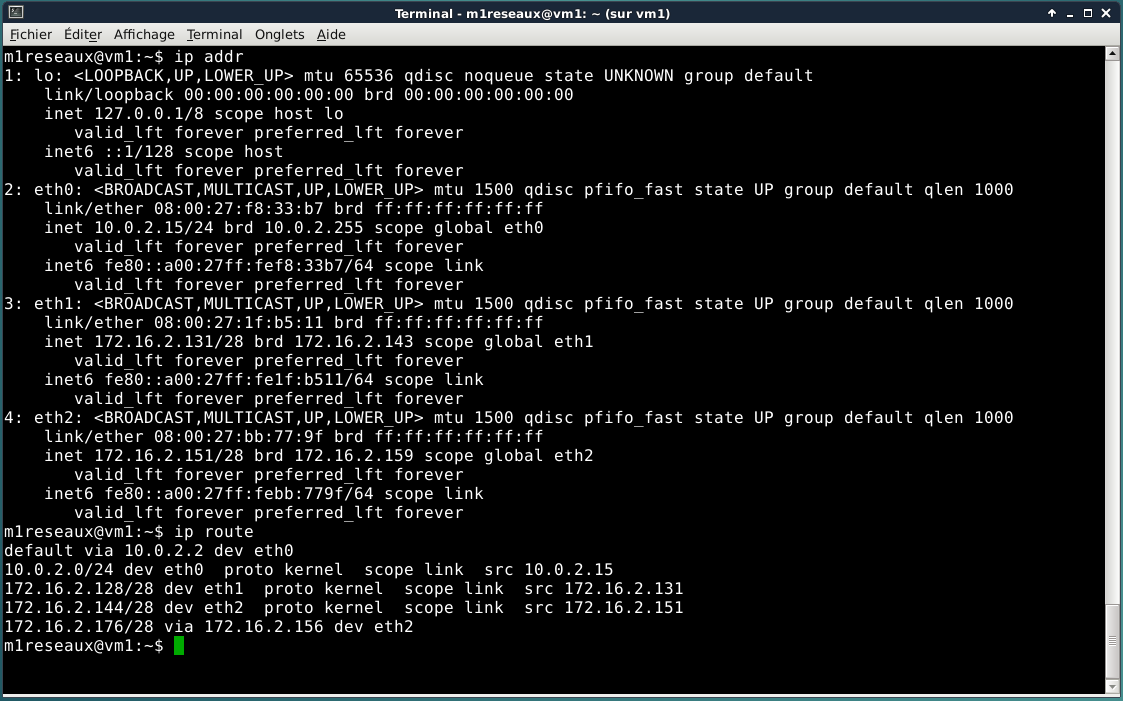 Terminal - m1reseaux@vm1: ~ (sur vm1)
Fichier Éditer Affichage Terminal Onglets Aide
m1reseaux@vm1:~$ ip addr
1: lo: <LOOPBACK,UP,LOWER_UP> mtu 65536 qdisc noqueue state UNKNOWN group default
    link/loopback 00:00:00:00:00:00 brd 00:00:00:00:00:00
    inet 127.0.0.1/8 scope host lo
       valid_lft forever preferred_lft forever
    inet6 ::1/128 scope host
       valid_lft forever preferred_lft forever
2: eth0: <BROADCAST,MULTICAST,UP,LOWER_UP> mtu 1500 qdisc pfifo_fast state UP group default qlen 1000
    link/ether 08:00:27:f8:33:b7 brd ff:ff:ff:ff:ff:ff
    inet 10.0.2.15/24 brd 10.0.2.255 scope global eth0
       valid_lft forever preferred_lft forever
    inet6 fe80::a00:27ff:fef8:33b7/64 scope link
       valid_lft forever preferred_lft forever
3: eth1: <BROADCAST,MULTICAST,UP,LOWER_UP> mtu 1500 qdisc pfifo_fast state UP group default qlen 1000
    link/ether 08:00:27:1f:b5:11 brd ff:ff:ff:ff:ff:ff
    inet 172.16.2.131/28 brd 172.16.2.143 scope global eth1
       valid_lft forever preferred_lft forever
    inet6 fe80::a00:27ff:fe1f:b511/64 scope link
       valid_lft forever preferred_lft forever
4: eth2: <BROADCAST,MULTICAST,UP,LOWER_UP> mtu 1500 qdisc pfifo_fast state UP group default qlen 1000
    link/ether 08:00:27:bb:77:9f brd ff:ff:ff:ff:ff:ff
    inet 172.16.2.151/28 brd 172.16.2.159 scope global eth2
       valid_lft forever preferred_lft forever
    inet6 fe80::a00:27ff:febb:779f/64 scope link
       valid_lft forever preferred_lft forever
m1reseaux@vm1:~$ ip route
default via 10.0.2.2 dev eth0
10.0.2.0/24 dev eth0  proto kernel  scope link  src 10.0.2.15
172.16.2.128/28 dev eth1  proto kernel  scope link  src 172.16.2.131
172.16.2.144/28 dev eth2  proto kernel  scope link  src 172.16.2.151
172.16.2.176/28 via 172.16.2.156 dev eth2
m1reseaux@vm1:~$